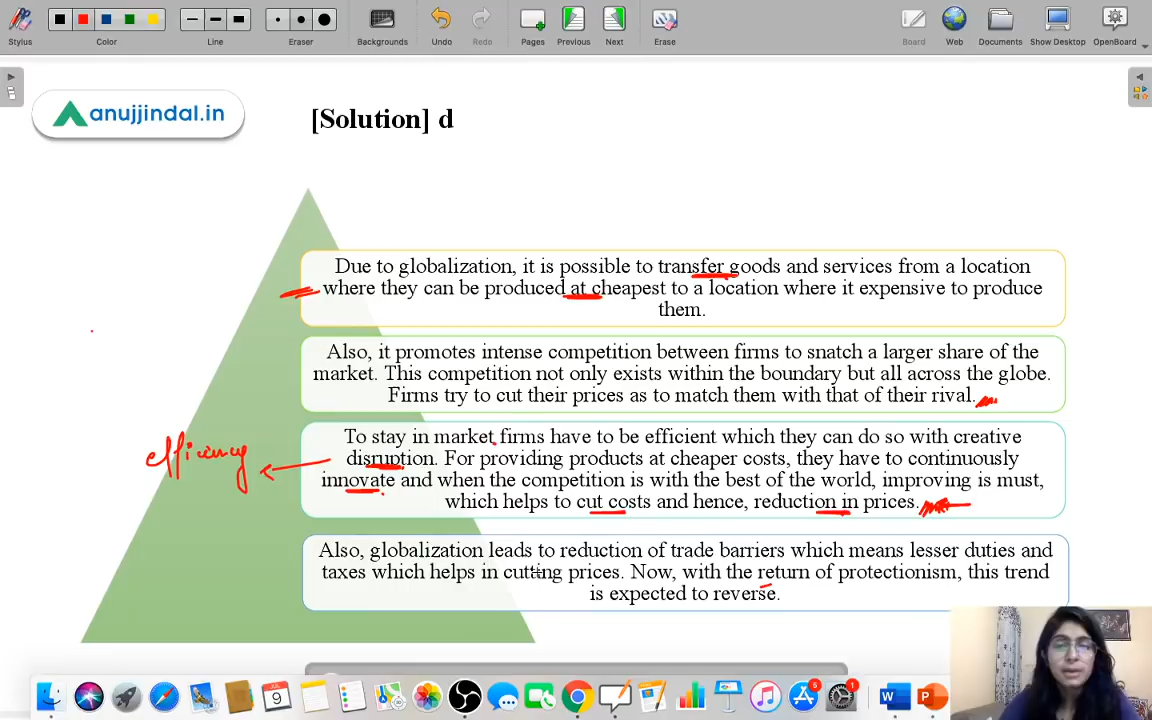 Stylus
Color
Line
Eraser
Backgrounds
Undo
Redo
Pages
Previous
Next
Erase
Board
Web
Documents
Show Desktop
OpenBoard
anujjindal.in
[Solution] d
Due to globalization, it is possible to transfer goods and services from a location
where they can be produced at cheapest to a location where it expensive to produce
them.
Also, it promotes intense competition between firms to snatch a larger share of the
market. This competition not only exists within the boundary but all across the globe.
Firms try to cut their prices as to match them with that of their rival.
efficiency
To stay in market firms have to be efficient which they can do so with creative
disruption. For providing products at cheaper costs, they have to continuously
innovate and when the competition is with the best of the world, improving is must,
which helps to cut costs and hence, reduction in prices.
Also, globalization leads to reduction of trade barriers which means lesser duties and
taxes which helps in cutting prices. Now, with the return of protectionism, this trend
is expected to reverse.
9
5
1
W
P